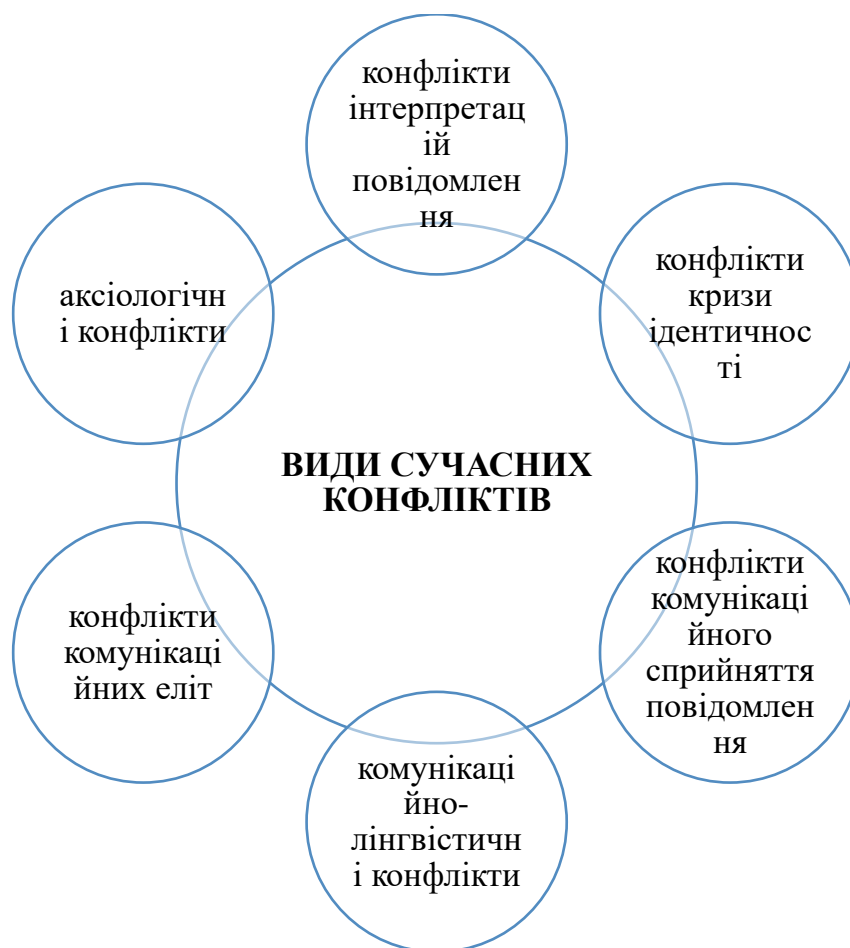 конфлікти
інтерпретац
ій
повідомлен
ня
конфлікти
кризи
ідентичнос
ті
конфлікти
комунікаці
йного
сприйняття
повідомлен
ня
комунікаці
йно-
лінгвістичн
і конфлікти
конфлікти
комунікаці
йних еліт
аксіологічн
і конфлікти
ВИДИ СУЧАСНИХ
КОНФЛІКТІВ